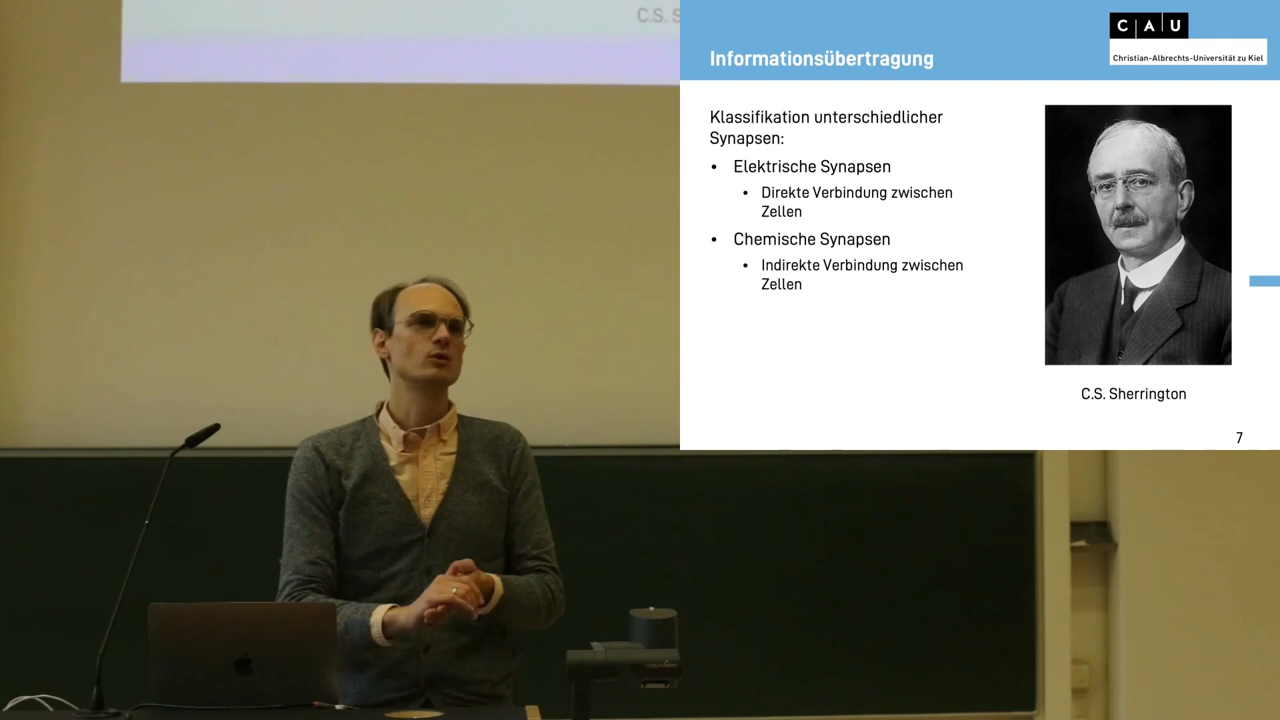 C.S. S
Informationsübertragung
C A U
Christian-Albrechts-Universität zu Kiel
Klassifikation unterschiedlicher
Synapsen:
• Elektrische Synapsen
• Direkte Verbindung zwischen
Zellen
• Chemische Synapsen
• Indirekte Verbindung zwischen
Zellen
C.S. Sherrington
7